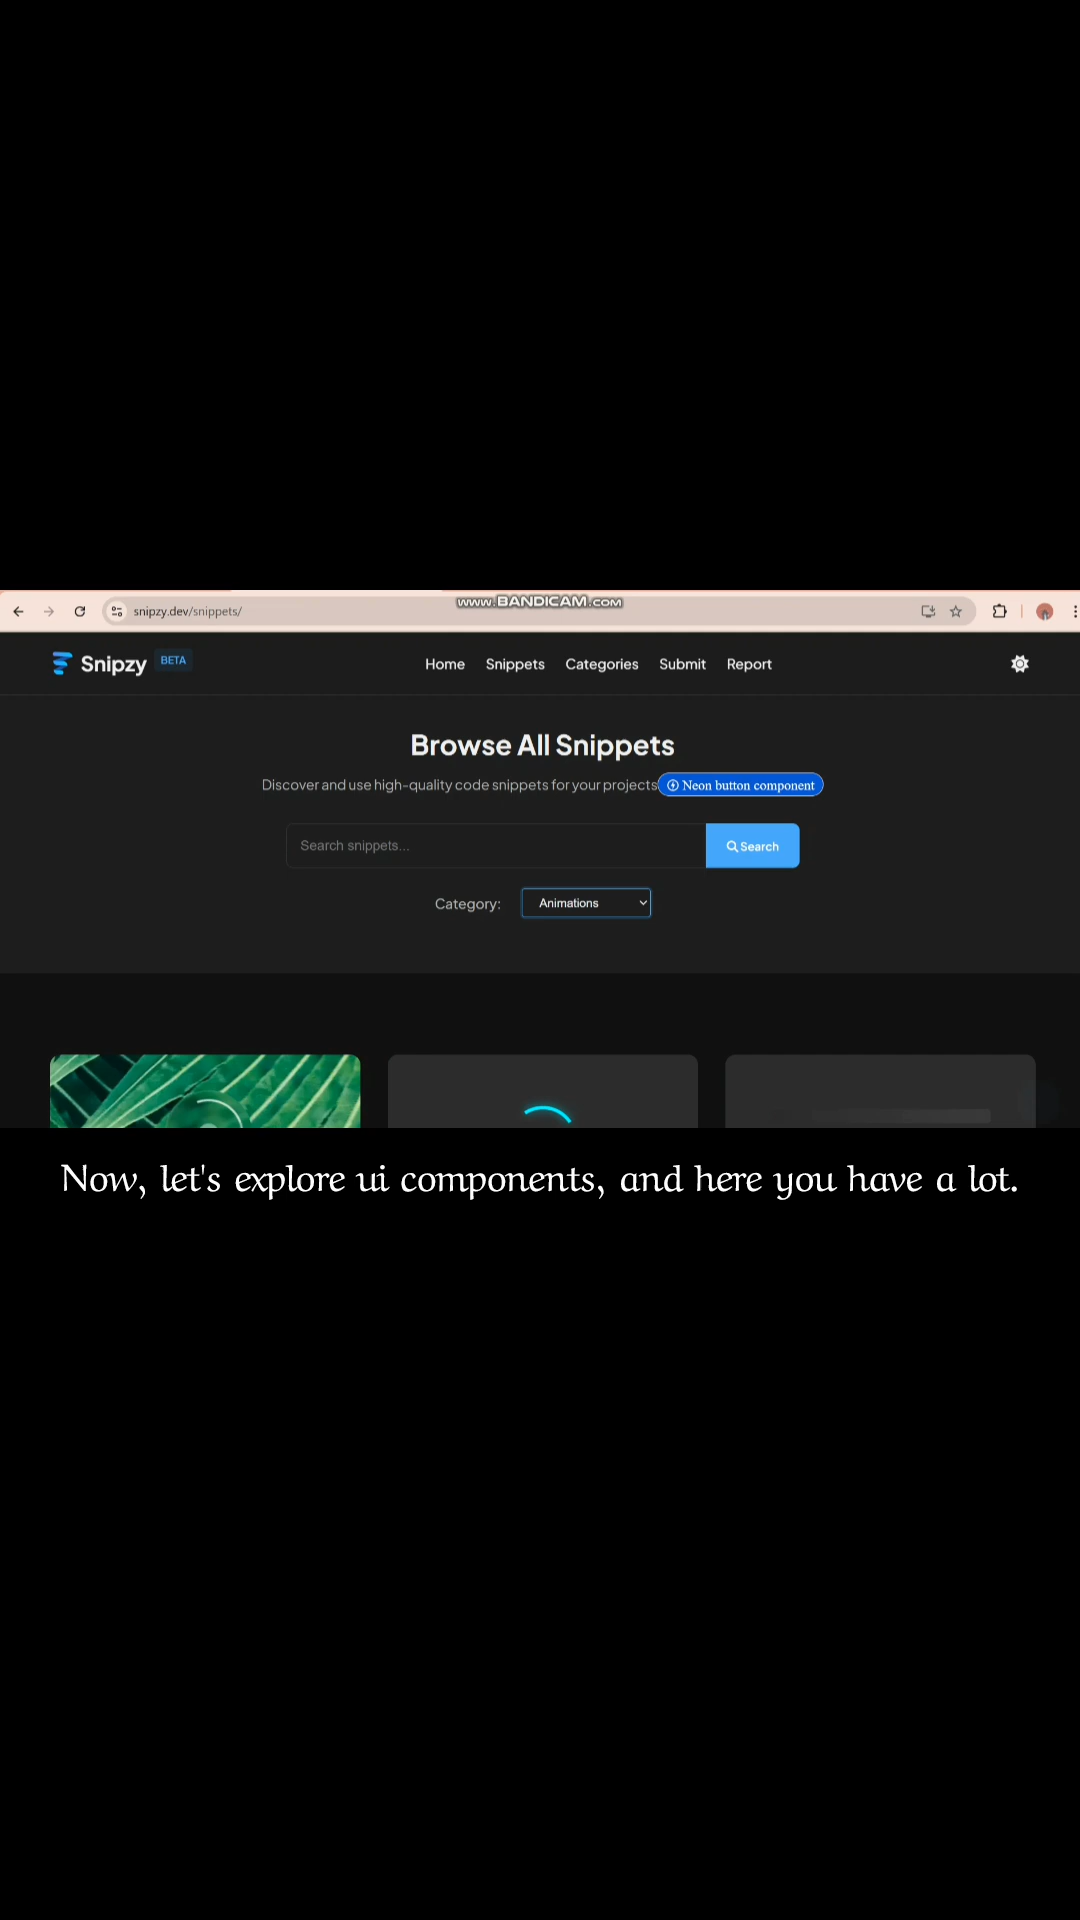 www.BANDICAM.com
snipzy.dev/snippets/
Snipzy BETA
Home Snippets Categories Submit Report
Browse All Snippets
Discover and use high-quality code snippets for your projects Neon button component
Search snippets... Search
Category: Animations
Now, let's explore ui components, and here you have a lot.